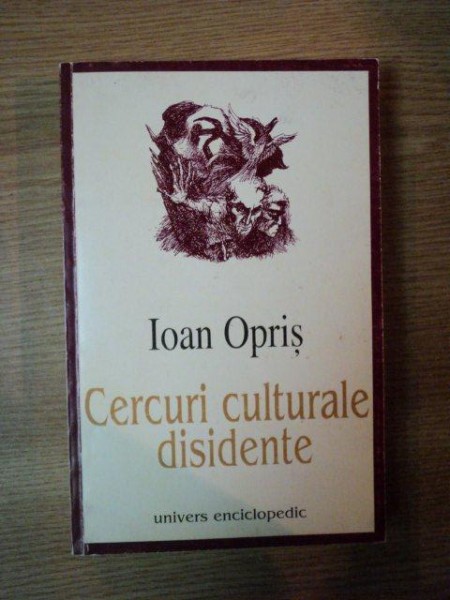 Ioan Opriș
Cercuri culturale
disidente
univers enciclopedic